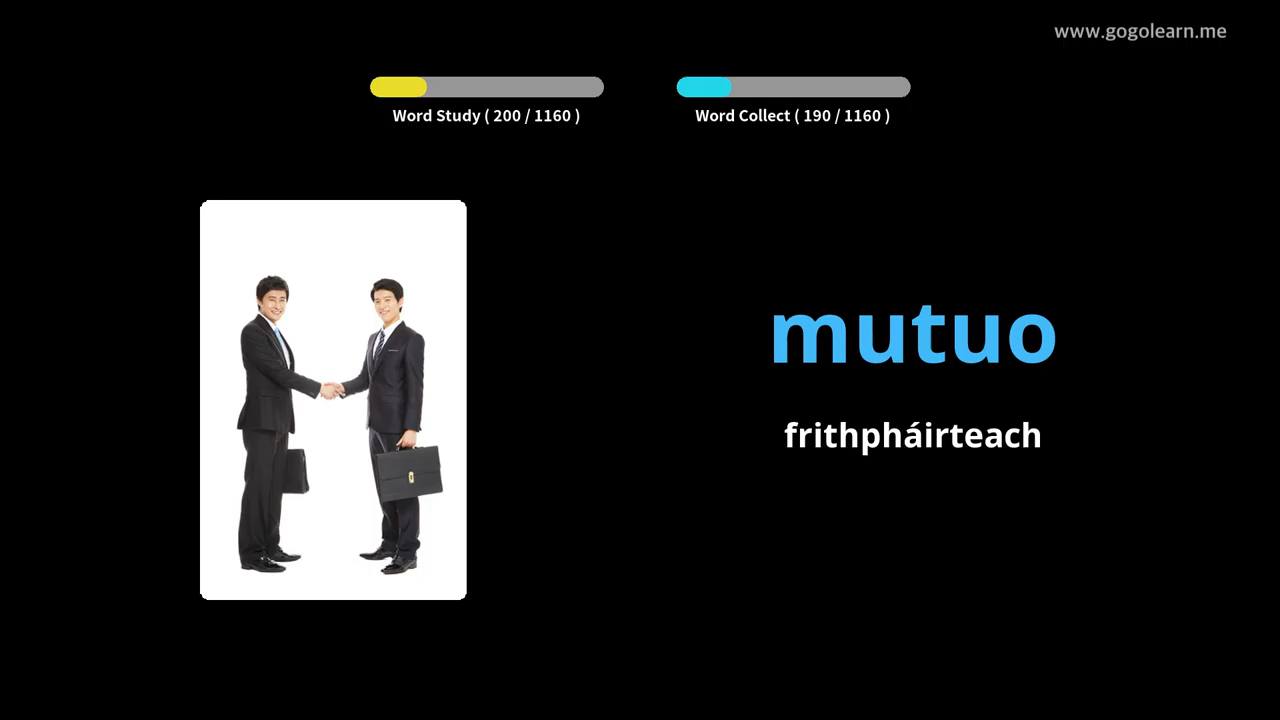 www.gogolearn.me
Word Study ( 200 / 1160 )
Word Collect ( 190 / 1160 )
mutuo
frithpháirteach